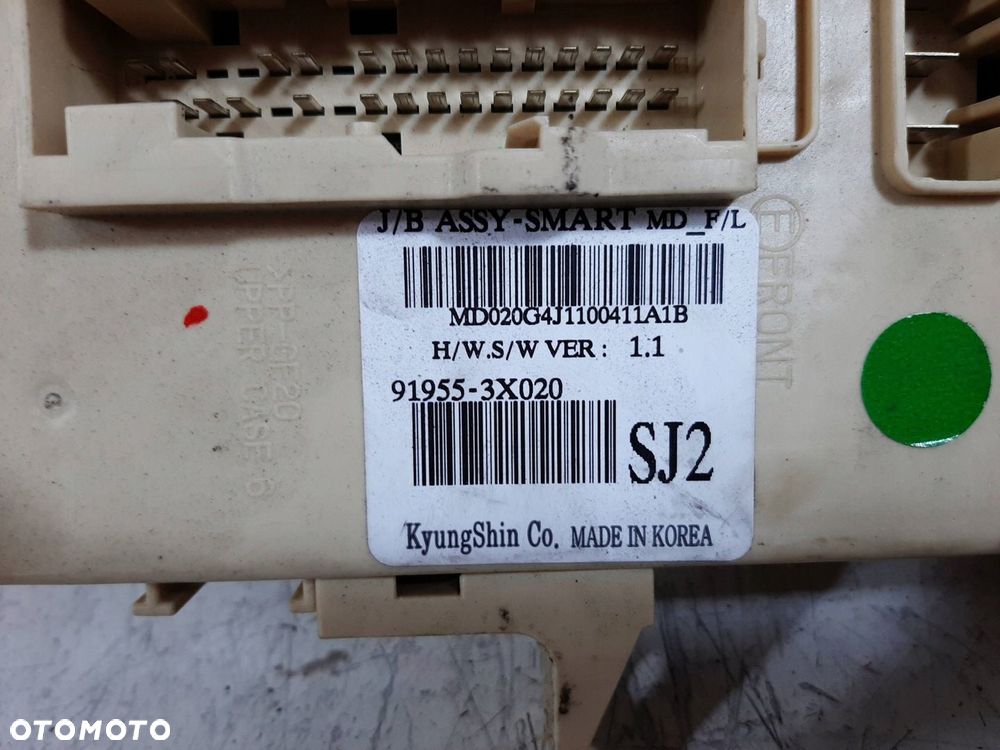 J/B ASSY-SMART MD_F/L
MD020G4J1100411A1B
H/W.S/W VER : 1.1
91955-3X020
SJ2
KyungShin Co. MADE IN KOREA
FRONT
UPPER CASE-6
OTOMOTO